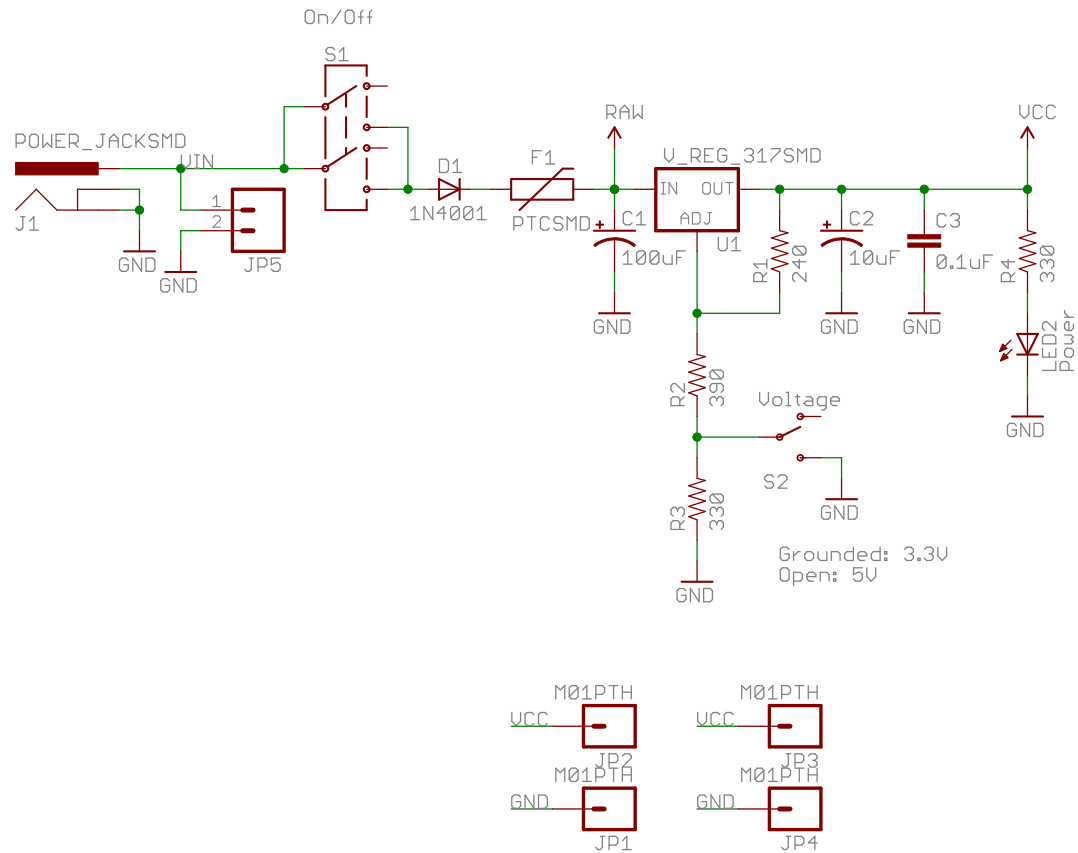 On/Off
S1
POWER_JACKSMD
VIN
J1
GND
1
2
JP5
GND
D1
1N4001
F1
PTCSMD
RAW
C1
100uF
GND
V_REG_317SMD
IN
OUT
ADJ
U1
R1
240
C2
10uF
GND
C3
0.1uF
GND
VCC
R4
330
LED2
Power
GND
R2
390
Voltage
S2
GND
R3
330
GND
Grounded: 3.3V
Open: 5V
M01PTH
VCC
JP2
M01PTH
VCC
JP3
M01PTH
GND
JP1
M01PTH
GND
JP4